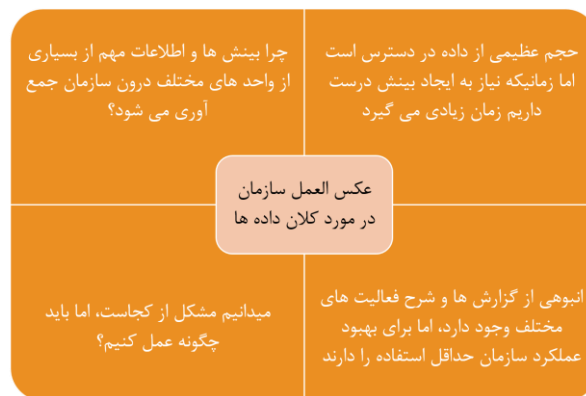 حجم عظیمی از داده در دسترس است
اما زمانیکه نیاز به ایجاد بینش درست
داریم زمان زیادی می گیرد
چرا بینش ها و اطلاعات مهم از بسیاری
از واحد های مختلف درون سازمان جمع
آوری می شود؟
عکس العمل سازمان
در مورد کلان داده ها
انبوهی از گزارش ها و شرح فعالیت های
مختلف وجود دارد، اما برای بهبود
عملکرد سازمان حداقل استفاده را دارند
میدانیم مشکل از کجاست، اما باید
چگونه عمل کنیم؟